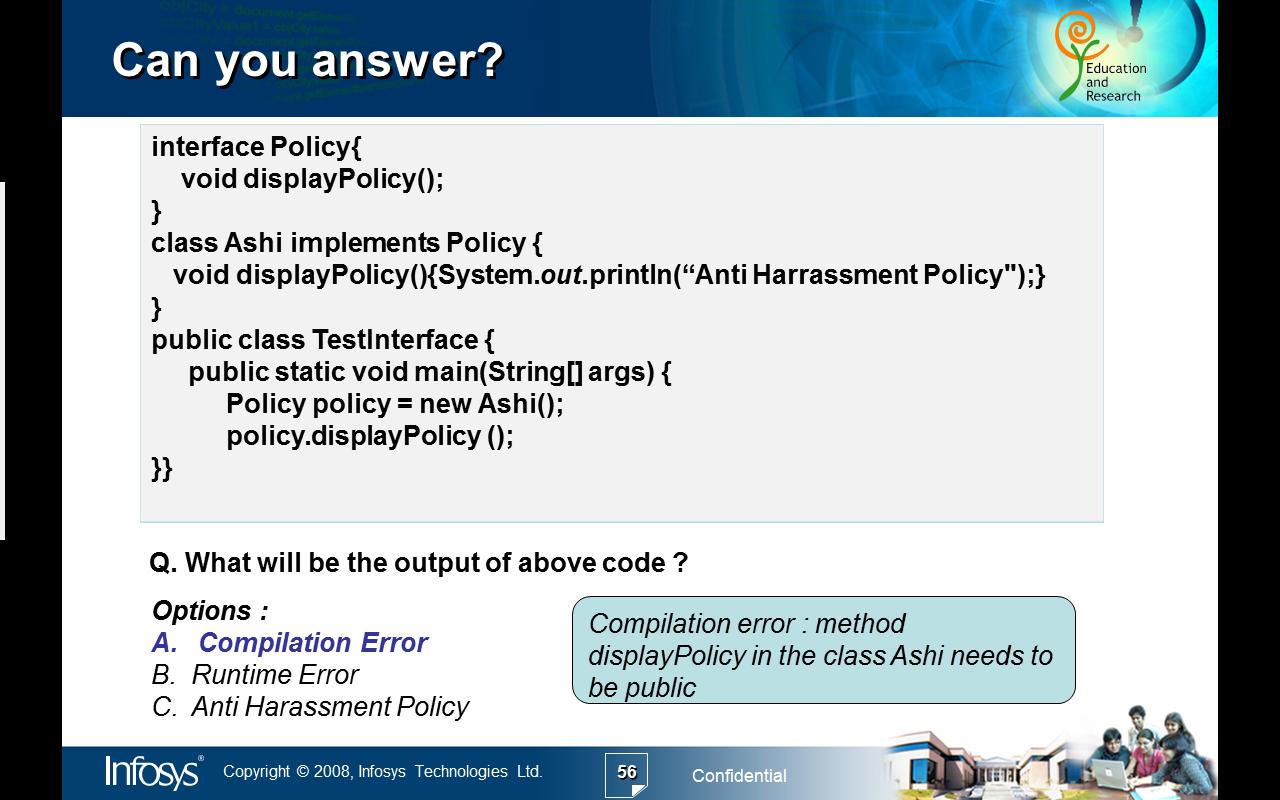 Can you answer?
Education
and
Research
interface Policy{
void displayPolicy();
}
class Ashi implements Policy {
void displayPolicy(){System.out.println(“Anti Harrassment Policy");}
}
public class TestInterface {
public static void main(String[] args) {
Policy policy = new Ashi();
policy.displayPolicy ();
}}
Q. What will be the output of above code ?
Options :
A. Compilation Error
B. Runtime Error
C. Anti Harassment Policy
Compilation error : method
displayPolicy in the class Ashi needs to
be public
Infosys®
Copyright © 2008, Infosys Technologies Ltd.
56
Confidential